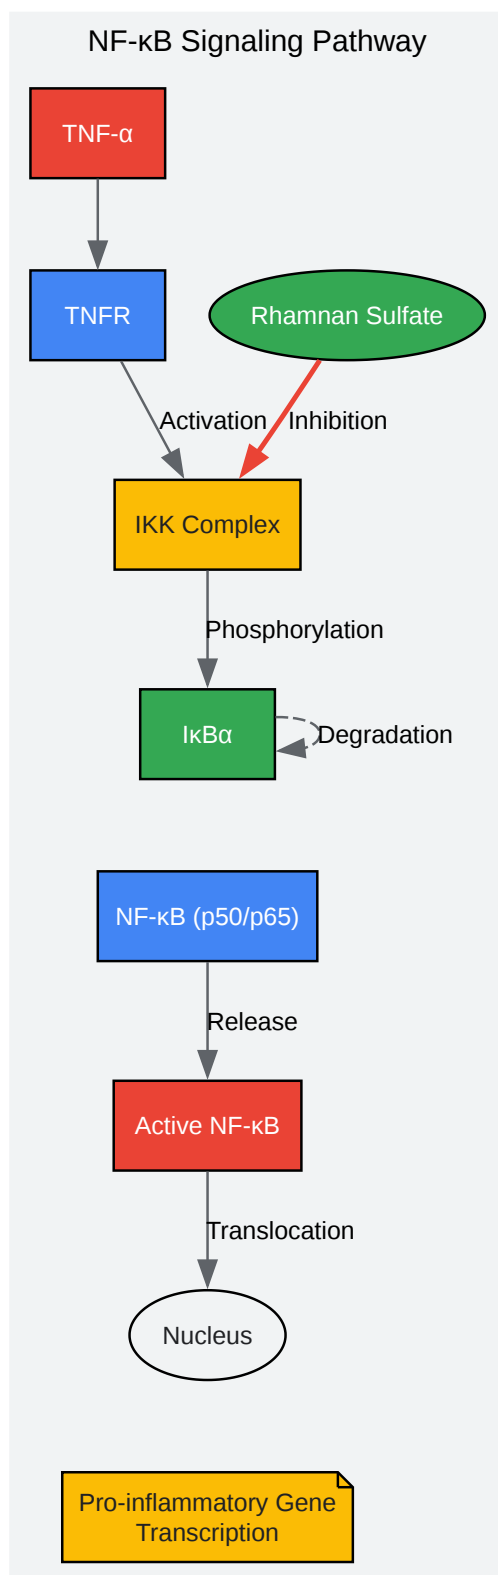 NF-κB Signaling Pathway
TNF-α
TNFR
Rhamnan Sulfate
Activation
Inhibition
IKK Complex
Phosphorylation
IκBα
Degradation
NF-κB (p50/p65)
Release
Active NF-κB
Translocation
Nucleus
Pro-inflammatory Gene
Transcription